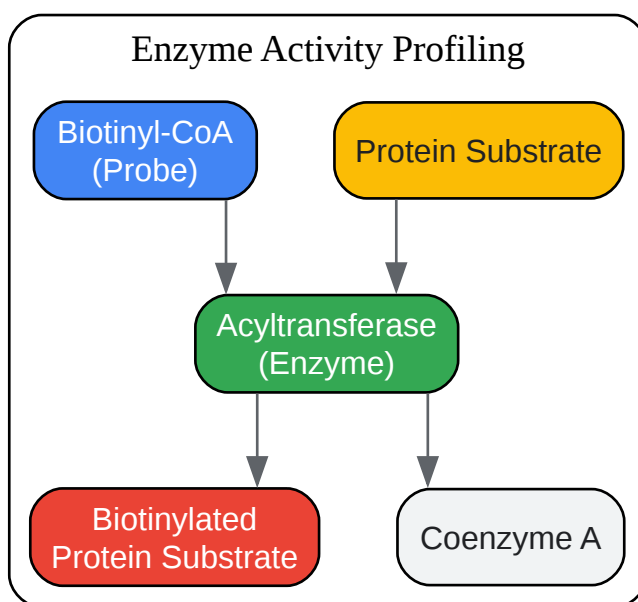 Enzyme Activity Profiling
Biotinyl-CoA
(Probe)
Protein Substrate
Acyltransferase
(Enzyme)
Biotinylated
Protein Substrate
Coenzyme A